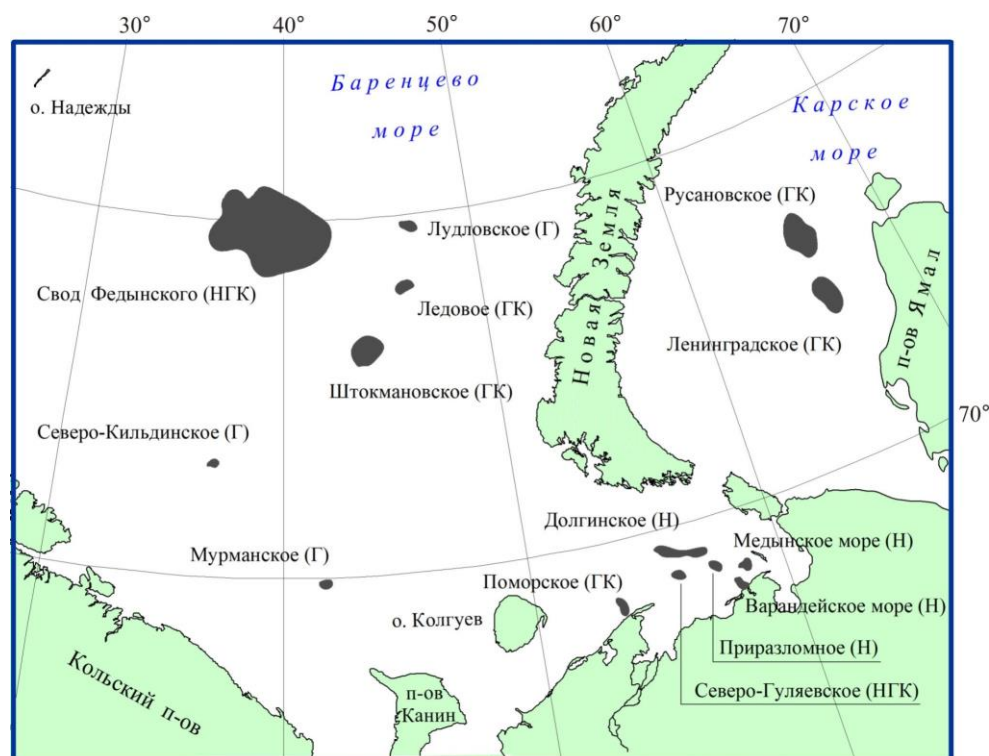 30° 40° 50° 60° 70°
Баренцево
море
Карское
море
о. Надежды
Русановское (ГК)
Лудловское (Г)
Свод Федынского (НГК)
Ледовое (ГК)
Новая Земля
п-ов Ямал
Ленинградское (ГК)
Штокмановское (ГК)
70°
Северо-Кильдинское (Г)
Долгинское (Н)
Медынское море (Н)
Мурманское (Г)
Поморское (ГК)
Варандейское море (Н)
о. Колгуев
Приразломное (Н)
Кольский п-ов
п-ов
Канин
Северо-Гуляевское (НГК)